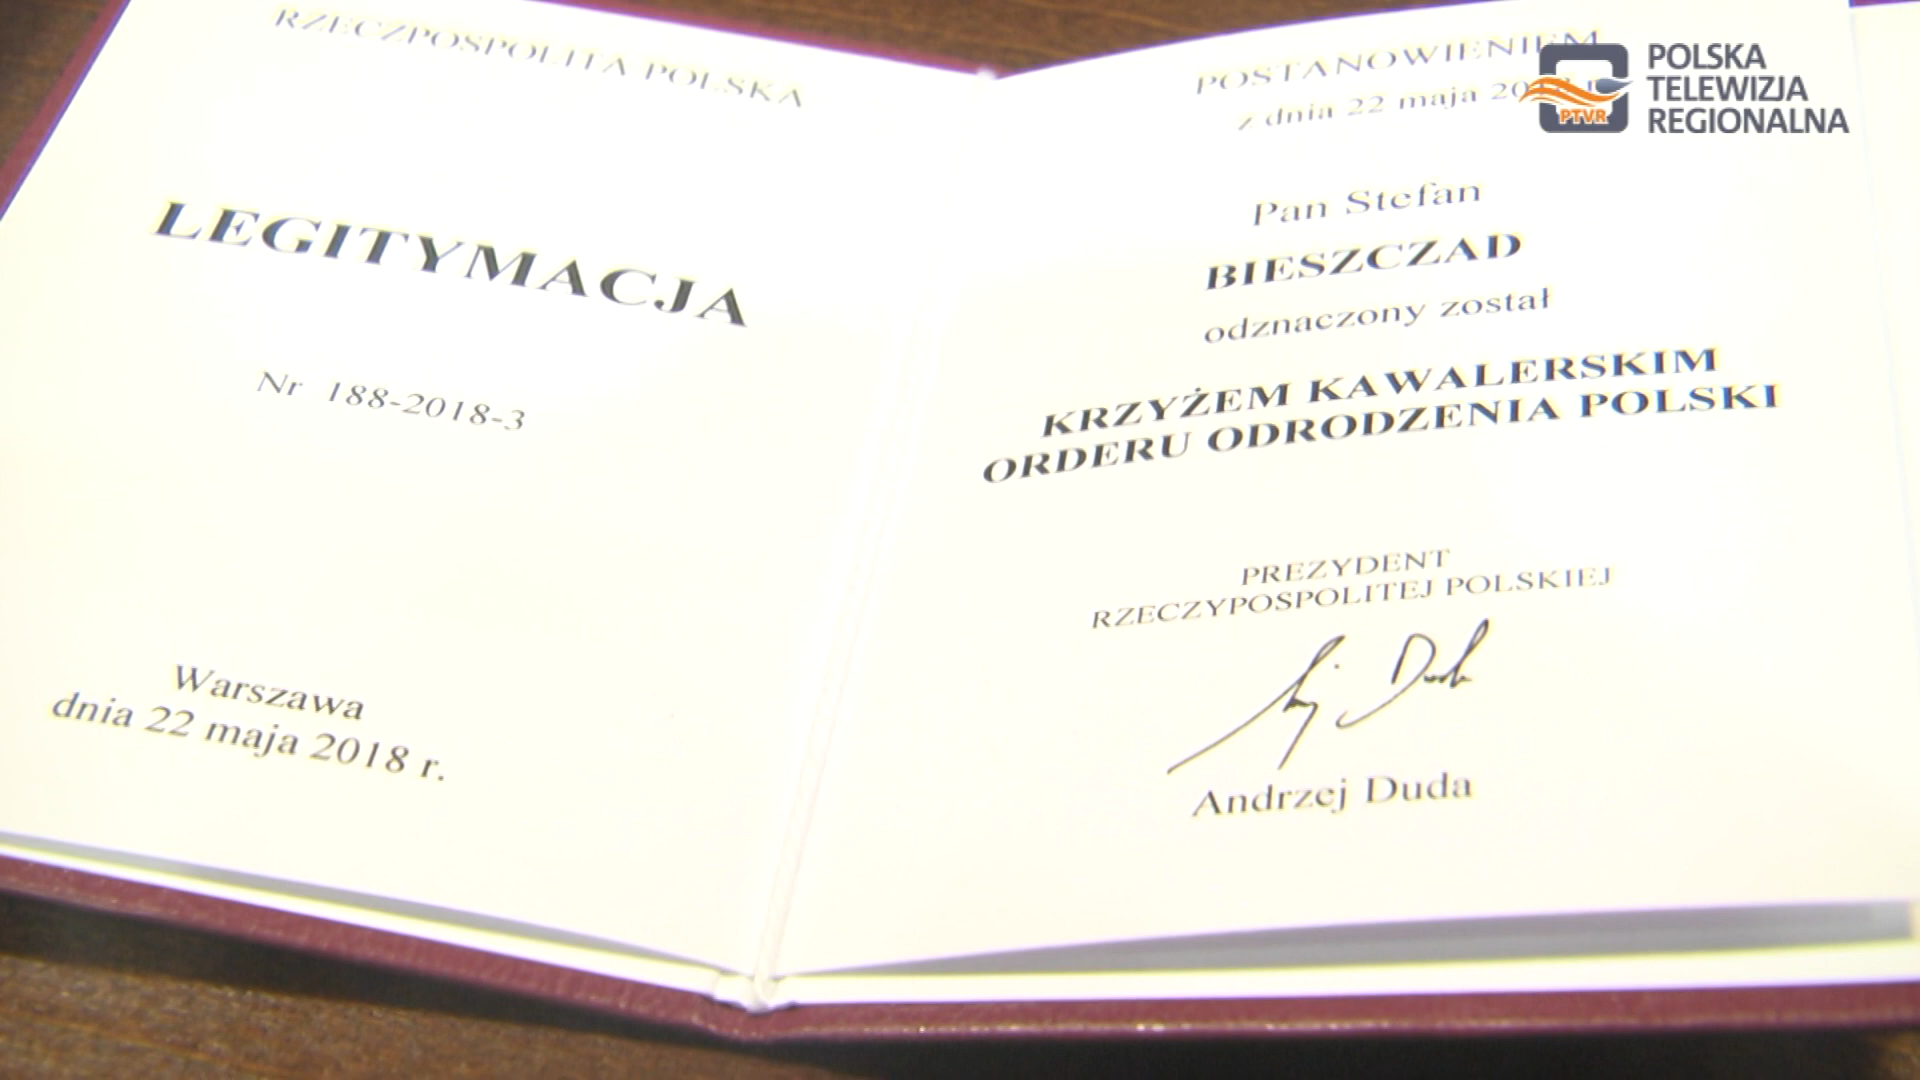 RZECZPOSPOLITA POLSKA
LEGITYMACJA
Nr 188-2018-3
Warszawa
dnia 22 maja 2018 r.
POSTANOWIENIEM
z dnia 22 maja
Pan Stefan
BIESZCZAD
odznaczony został
KRZYŻEM KAWALERSKIM
ORDERU ODRODZENIA POLSKI
PREZYDENT
RZECZYPOSPOLITEJ POLSKIEJ
Andrzej Duda
PTVR
POLSKA
TELEWIZJA
REGIONALNA